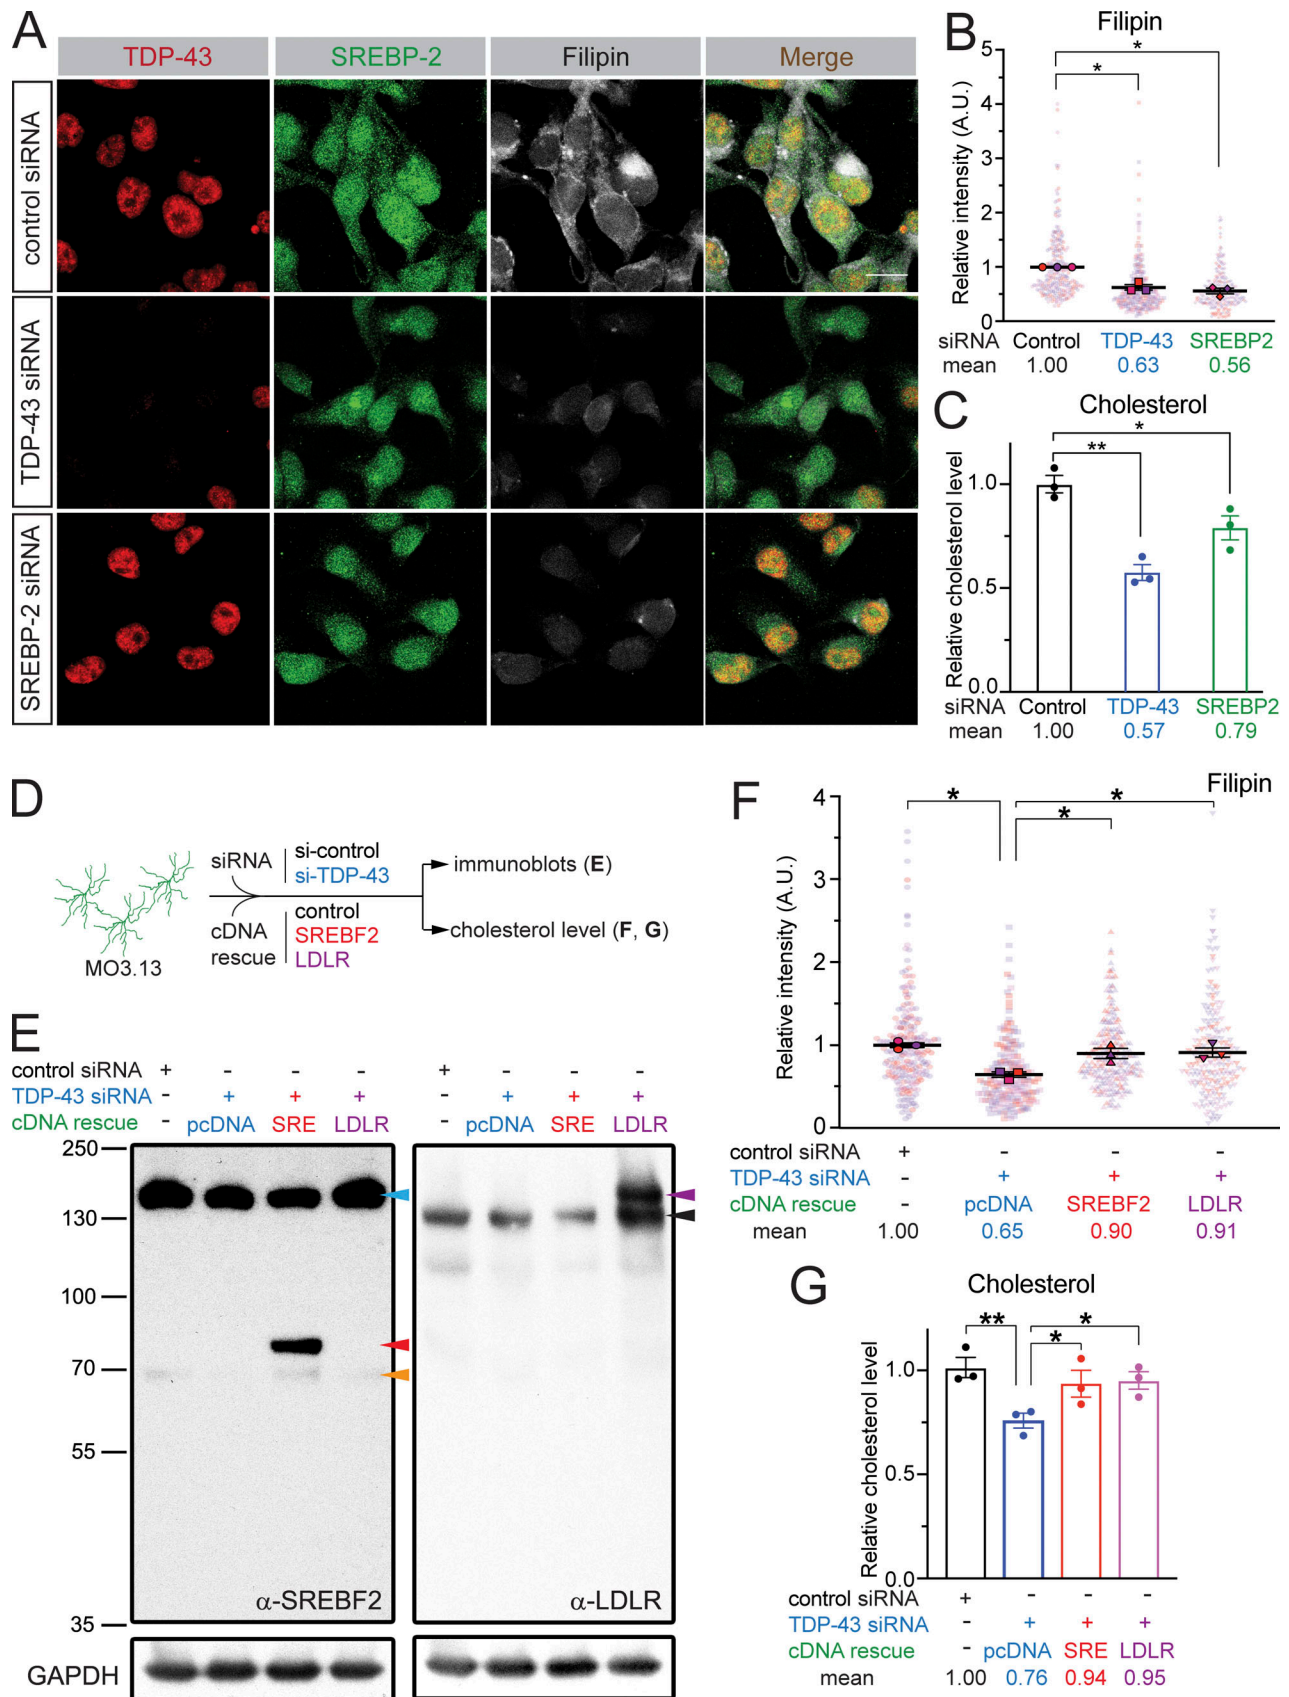 A
TDP-43 SREBP-2 Filipin Merge
control siRNA
TDP-43 siRNA
SREBP-2 siRNA
B
Filipin
Relative intensity (A.U.)
5
4
3
2
1
0
* *
siRNA Control TDP-43 SREBP2
mean 1.00 0.63 0.56
C
Cholesterol
Relative cholesterol level
1.0
0.5
0.0
** *
siRNA Control TDP-43 SREBP2
mean 1.00 0.57 0.79
D
MO3.13
siRNA
si-control
si-TDP-43
cDNA
rescue
control
SREBF2
LDLR
immunoblots (E)
cholesterol level (F, G)
E
control siRNA + - - - + - - -
TDP-43 siRNA - + + + - + + +
cDNA rescue - pcDNA SRE LDLR - pcDNA SRE LDLR
250
130
100
70
55
35
α-SREBF2
α-LDLR
GAPDH
F
Filipin
Relative intensity (A.U.)
4
3
2
1
0
* * *
control siRNA + - - -
TDP-43 siRNA - + + +
cDNA rescue - pcDNA SREBF2 LDLR
mean 1.00 0.65 0.90 0.91
G
Cholesterol
Relative cholesterol level
1.0
0.5
0.0
** * *
control siRNA + - - -
TDP-43 siRNA - + + +
cDNA rescue - pcDNA SRE LDLR
mean 1.00 0.76 0.94 0.95